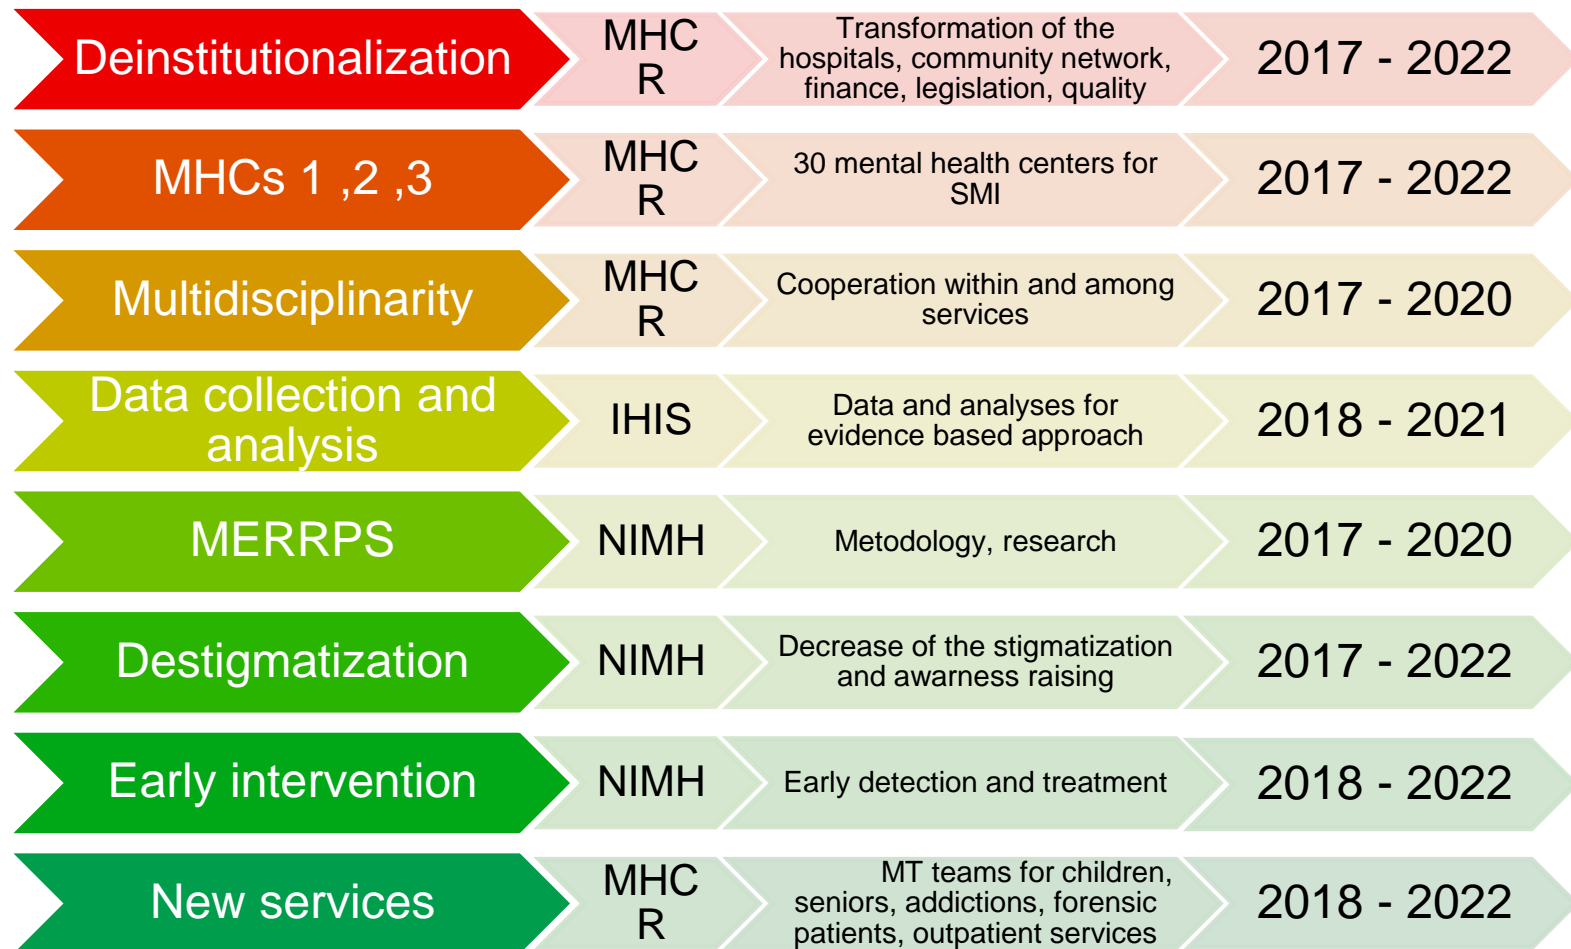 Deinstitutionalization
MHC
R
Transformation of the
hospitals, community network,
finance, legislation, quality
2017 - 2022
MHCs 1 ,2 ,3
MHC
R
30 mental health centers for
SMI
2017 - 2022
Multidisciplinarity
MHC
R
Cooperation within and among
services
2017 - 2020
Data collection and
analysis
IHIS
Data and analyses for
evidence based approach
2018 - 2021
MERRPS
NIMH
Metodology, research
2017 - 2020
Destigmatization
NIMH
Decrease of the stigmatization
and awarness raising
2017 - 2022
Early intervention
NIMH
Early detection and treatment
2018 - 2022
New services
MHC
R
MT teams for children,
seniors, addictions, forensic
patients, outpatient services
2018 - 2022